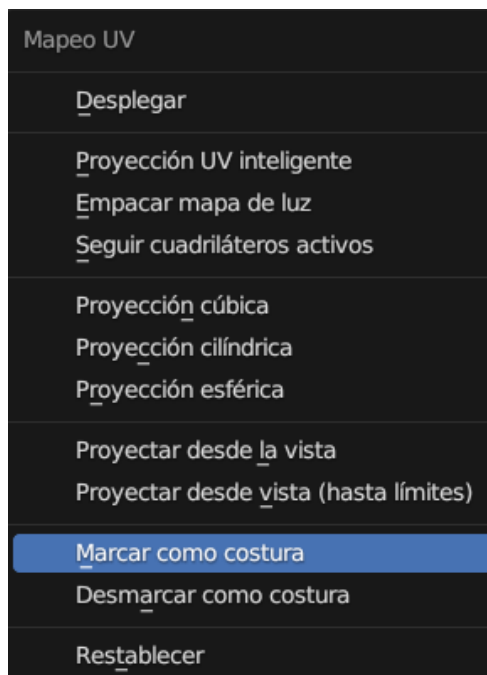 Mapeo UV
Desplegar
Proyección UV inteligente
Empacar mapa de luz
Seguir cuadriláteros activos
Proyección cúbica
Proyección cilíndrica
Proyección esférica
Proyectar desde la vista
Proyectar desde vista (hasta límites)
Marcar como costura
Desmarcar como costura
Restablecer